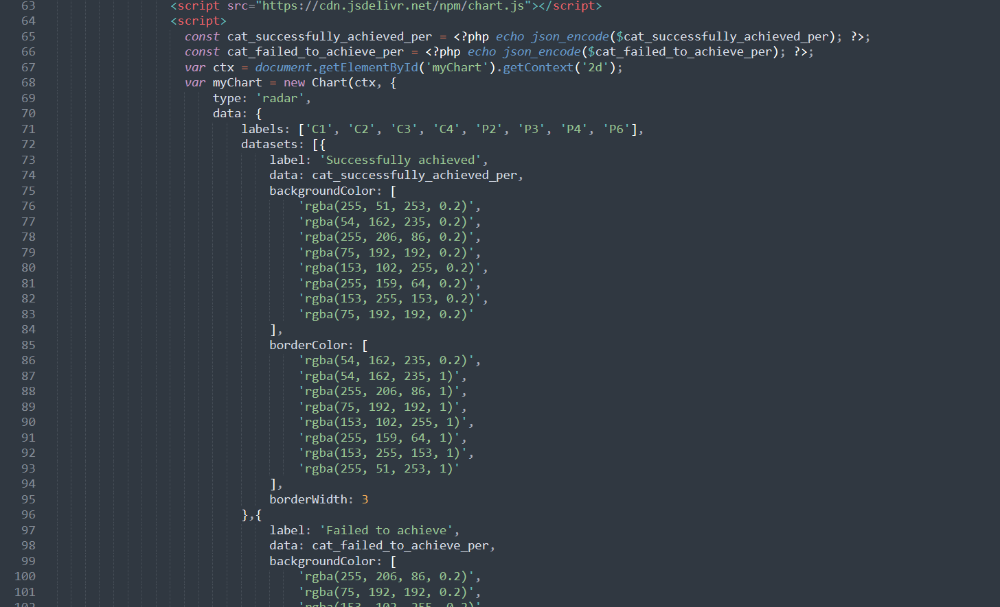 63 <script src="https://cdn.jsdelivr.net/npm/chart.js"></script>
64 <script>
65 const cat_successfully_achieved_per = <?php echo json_encode($cat_successfully_achieved_per); ?>;
66 const cat_failed_to_achieve_per = <?php echo json_encode($cat_failed_to_achieve_per); ?>;
67 var ctx = document.getElementById('myChart').getContext('2d');
68 var myChart = new Chart(ctx, {
69 type: 'radar',
70 data: {
71 labels: ['C1', 'C2', 'C3', 'C4', 'P2', 'P3', 'P4', 'P6'],
72 datasets: [{
73 label: 'Successfully achieved',
74 data: cat_successfully_achieved_per,
75 backgroundColor: [
76 'rgba(255, 51, 253, 0.2)',
77 'rgba(54, 162, 235, 0.2)',
78 'rgba(255, 206, 86, 0.2)',
79 'rgba(75, 192, 192, 0.2)',
80 'rgba(153, 102, 255, 0.2)',
81 'rgba(255, 159, 64, 0.2)',
82 'rgba(153, 255, 153, 0.2)',
83 'rgba(75, 192, 192, 0.2)'
84 ],
85 borderColor: [
86 'rgba(54, 162, 235, 0.2)',
87 'rgba(54, 162, 235, 1)',
88 'rgba(255, 206, 86, 1)',
89 'rgba(75, 192, 192, 1)',
90 'rgba(153, 102, 255, 1)',
91 'rgba(255, 159, 64, 1)',
92 'rgba(153, 255, 153, 1)',
93 'rgba(255, 51, 253, 1)'
94 ],
95 borderWidth: 3
96 },{
97 label: 'Failed to achieve',
98 data: cat_failed_to_achieve_per,
99 backgroundColor: [
100 'rgba(255, 206, 86, 0.2)',
101 'rgba(75, 192, 192, 0.2)',
102 'rgba(153, 102, 255, 0.2)'